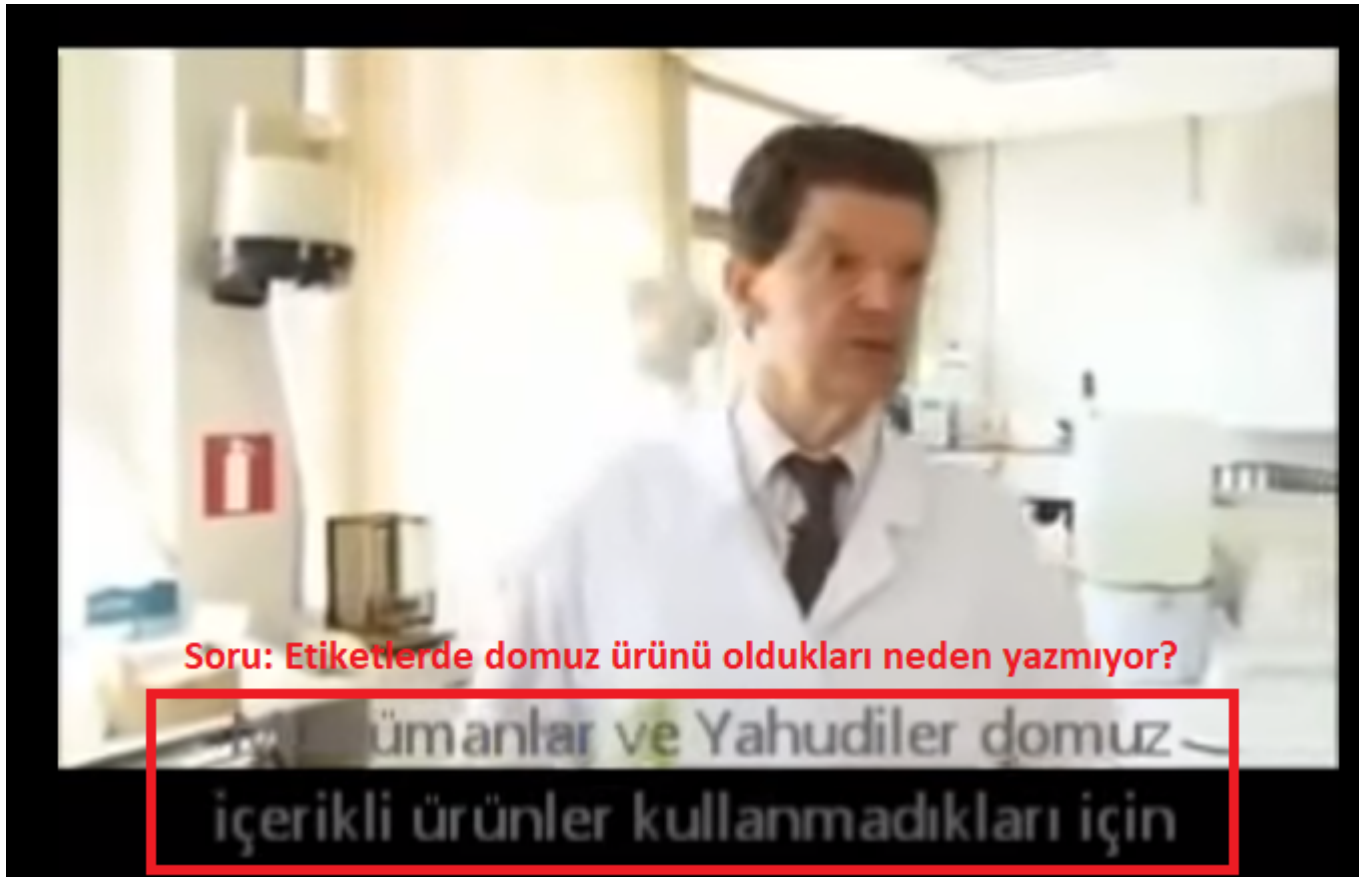 Soru: Etiketlerde domuz ürünü oldukları neden yazmıyor?
ve Yahudiler domuz
içerikli ürünler kullanmadıkları için